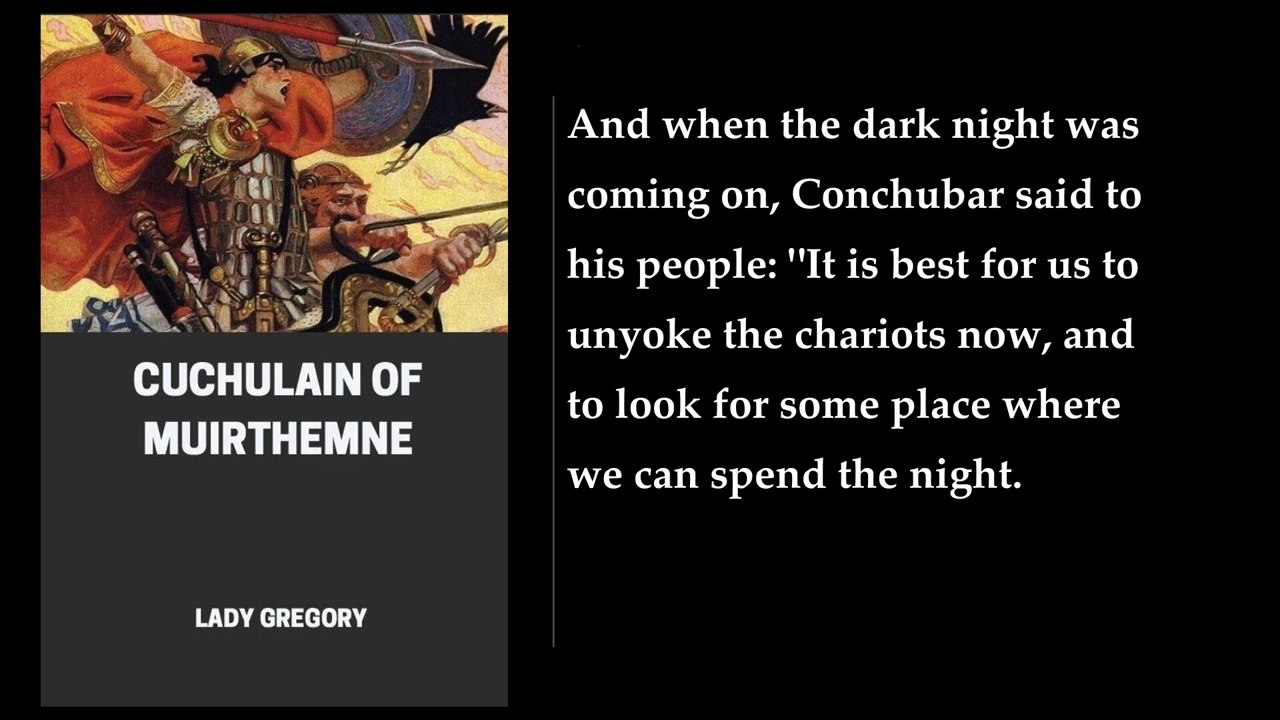 CUCHULAIN OF
MUIRTHEMNE
LADY GREGORY
And when the dark night was
coming on, Conchubar said to
his people: "It is best for us to
unyoke the chariots now, and
to look for some place where
we can spend the night.